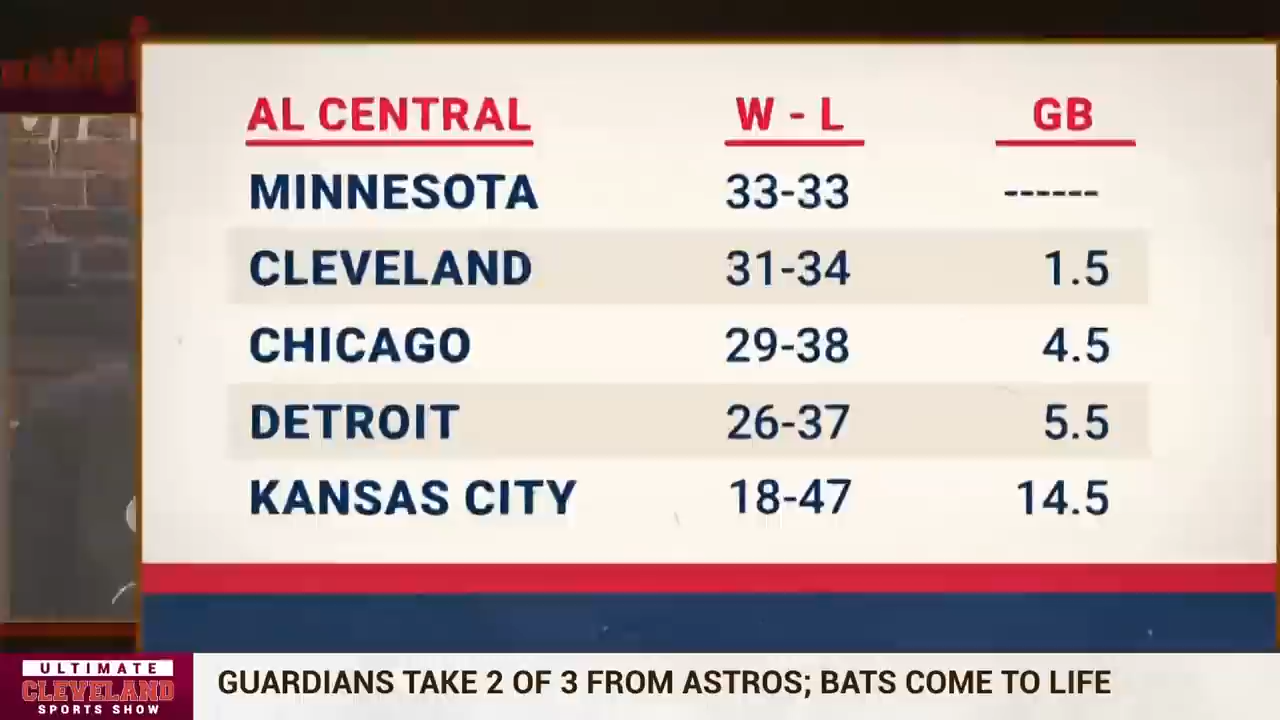 AL CENTRAL W - L GB
MINNESOTA 33-33 ------
CLEVELAND 31-34 1.5
CHICAGO 29-38 4.5
DETROIT 26-37 5.5
KANSAS CITY 18-47 14.5
ULTIMATE
CLEVELAND
SPORTS SHOW
GUARDIANS TAKE 2 OF 3 FROM ASTROS; BATS COME TO LIFE